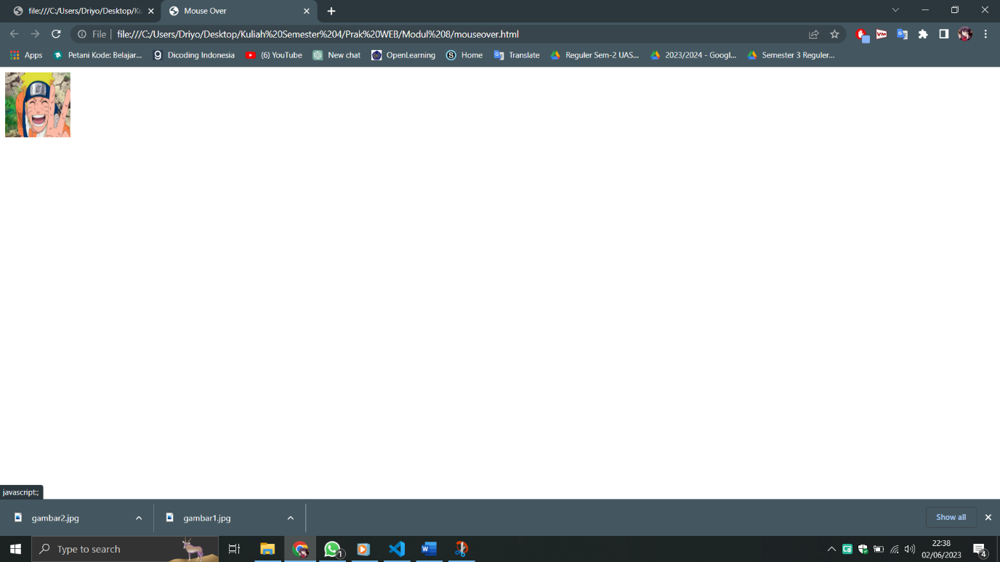 file:///C:/Users/Driyo/Desktop/Ku
Mouse Over
File
file:///C:/Users/Driyo/Desktop/Kuliah%20Semester%204/Prak%20WEB/Modul%208/mouseover.html
Apps
Petani Kode: Belajar...
Dicoding Indonesia
(6) YouTube
New chat
OpenLearning
Home
Translate
Reguler Sem-2 UAS...
2023/2024 - Googl...
Semester 3 Reguler...
javascript:;
gambar2.jpg
gambar1.jpg
Show all
Type to search
1
22:38
02/06/2023
4